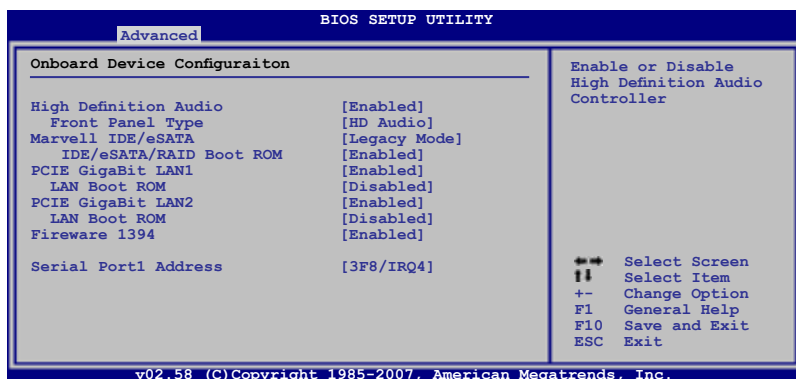 BIOS SETUP UTILITY
Advanced
Onboard Device Configuraiton
High Definition Audio [Enabled]
Front Panel Type [HD Audio]
Marvell IDE/eSATA [Legacy Mode]
IDE/eSATA/RAID Boot ROM [Enabled]
PCIE GigaBit LAN1 [Enabled]
LAN Boot ROM [Disabled]
PCIE GigaBit LAN2 [Enabled]
LAN Boot ROM [Disabled]
Fireware 1394 [Enabled]
Serial Port1 Address [3F8/IRQ4]
Enable or Disable
High Definition Audio
Controller
←→ Select Screen
↑↓ Select Item
+- Change Option
F1 General Help
F10 Save and Exit
ESC Exit
v02.58 (C)Copyright 1985-2007, American Megatrends, Inc.